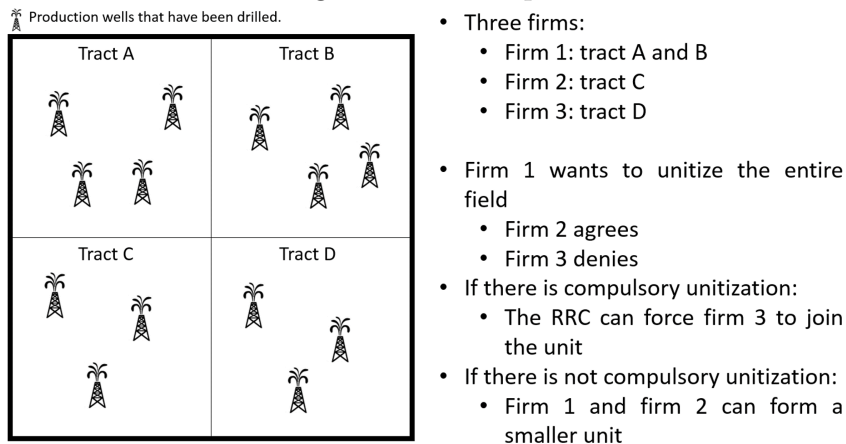 Production wells that have been drilled.
Tract A
Tract B
Tract C
Tract D
• Three firms:
• Firm 1: tract A and B
• Firm 2: tract C
• Firm 3: tract D
• Firm 1 wants to unitize the entire
field
• Firm 2 agrees
• Firm 3 denies
• If there is compulsory unitization:
• The RRC can force firm 3 to join
the unit
• If there is not compulsory unitization:
• Firm 1 and firm 2 can form a
smaller unit